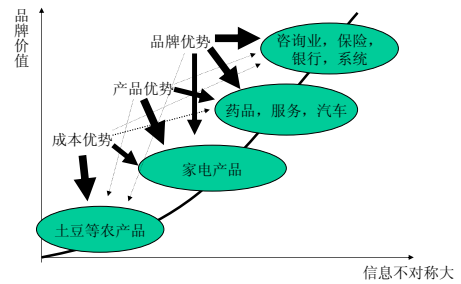 品牌价值
品牌优势
咨询业，保险，
银行，系统
产品优势
药品，服务，汽车
成本优势
家电产品
土豆等农产品
信息不对称大